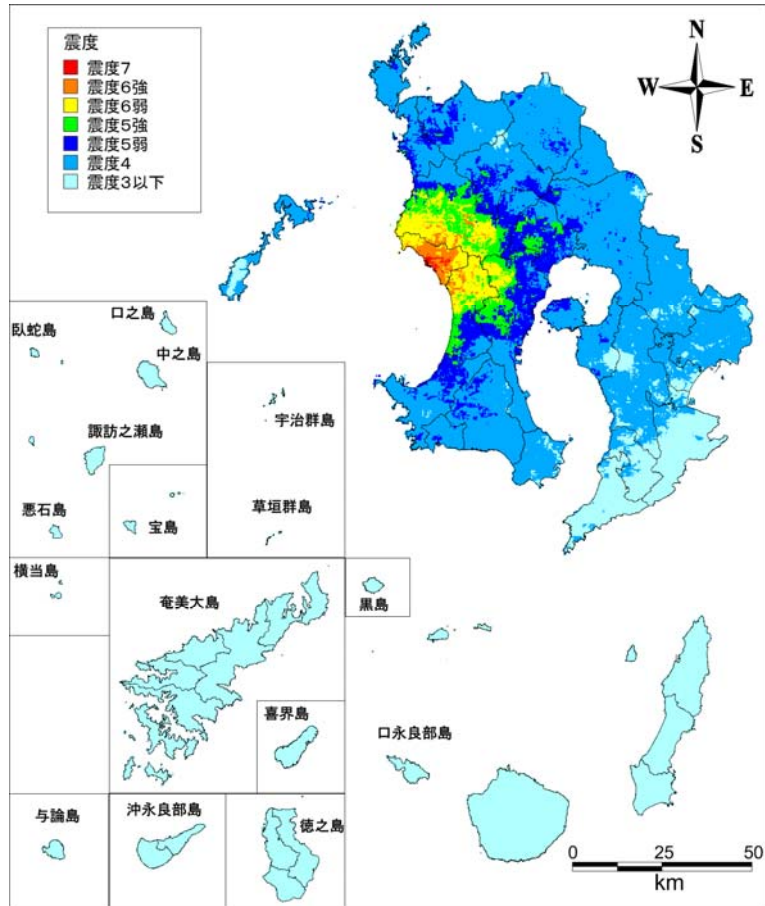 震度
震度7
震度6強
震度6弱
震度5強
震度5弱
震度4
震度3以下
N
W
E
S
口之島
臥蛇島
中之島
宇治群島
諏訪之瀬島
悪石島
宝島
草垣群島
横当島
奄美大島
黒島
喜界島
口永良部島
与論島
沖永良部島
徳之島
0 25 50
km